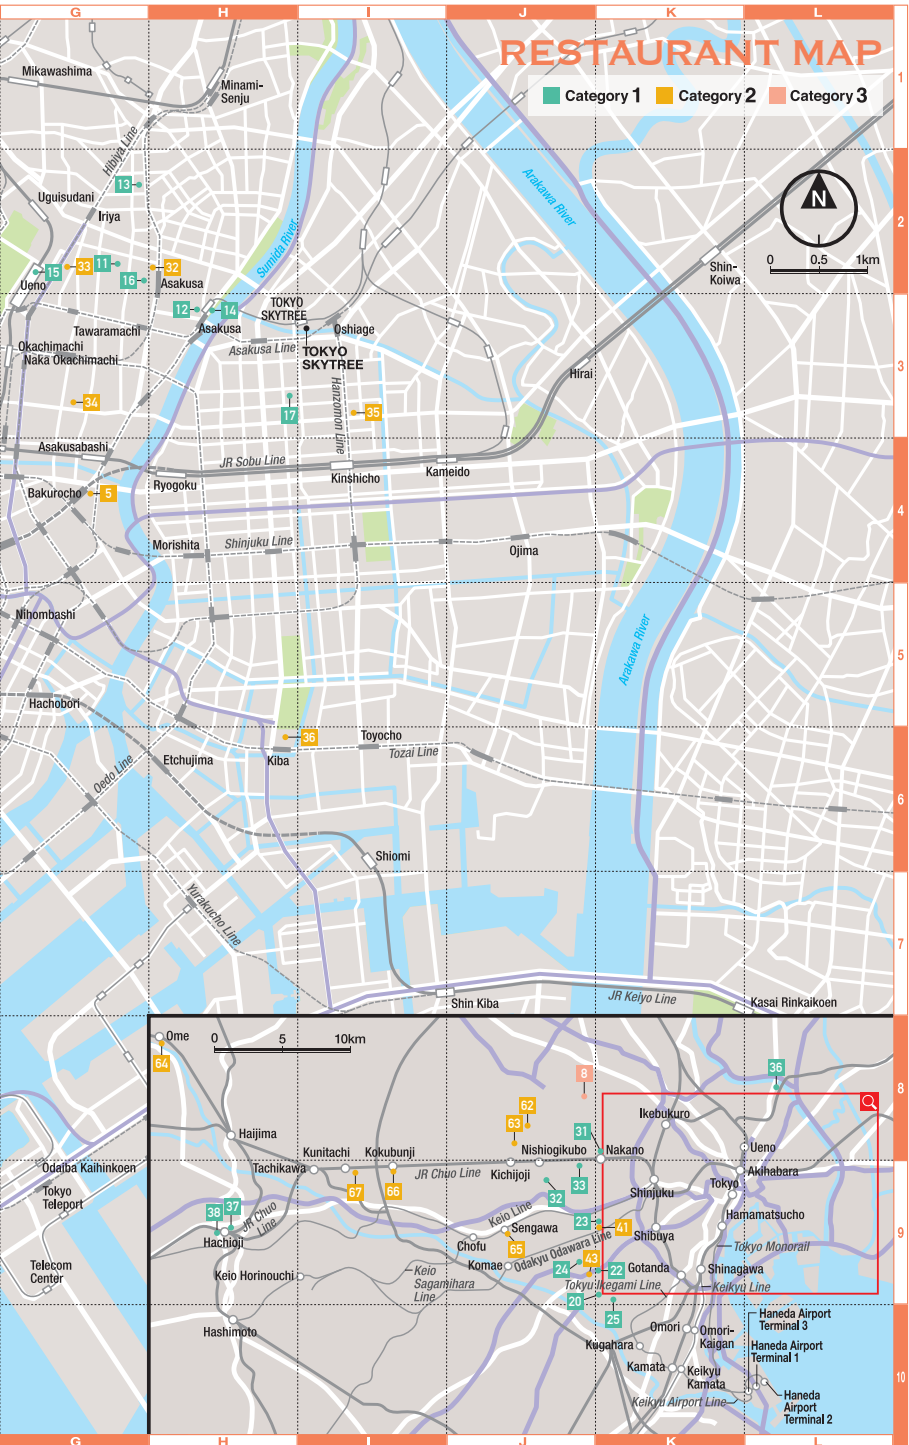 G H I J K L
RESTAURANT MAP
Category 1 Category 2 Category 3
1
Mikawashima
Minami-
Senju
Hibiya Line
13
Uguisudani
Iriya
Arakawa River
N
2
Sumida River
0 0.5 1km
15 33 11 32
16
Ueno
Asakusa
Shin-
Koiwa
12 14
TOKYO
SKYTREE
Tawaramachi
Asakusa
Oshiage
Okachimachi
Naka Okachimachi
Asakusa Line
TOKYO
SKYTREE
3
Hirai
Hanzomon Line
34
17
35
Asakusabashi
JR Sobu Line
Ryogoku
Kinshicho
Kameido
Bakurocho
5
4
Morishita
Shinjuku Line
Ojima
Nihombashi
Arakawa River
5
Hachobori
36
Toyocho
Tozai Line
Etchujima
Kiba
Oedo Line
6
Shiomi
Yurakucho Line
7
Shin Kiba
JR Keiyo Line
Kasai Rinkaikoen
Ome
64
0 5 10km
8
36
8
62
63
Ikebukuro
31
Haijima
Kunitachi
Kokubunji
Nishiogikubo
Nakano
Ueno
Odaiba Kaihinkoen
Tachikawa
JR Chuo Line
Kichijoji
Akihabara
Tokyo
Teleport
67
66
32
33
Shinjuku
Tokyo
38 37
JR Chuo
Line
Keio Line
Sengawa
23
41
Hamamatsucho
9
Hachioji
Chofu
65
Odakyu Odawara Line
Shibuya
Tokyo Monorail
Telecom
Center
Keio Horinouchi
Keio
Sagamihara
Line
Komae
24
43
22
Gotanda
Shinagawa
Tokyu Ikegami Line
Keikyu Line
20
25
Hashimoto
Omori
Omori-
Kaigan
Haneda Airport
Terminal 3
Kugahara
Haneda Airport
Terminal 1
Kamata
Keikyu
Kamata
10
Keikyu Airport Line
Haneda
Airport
Terminal 2
G H I J K L